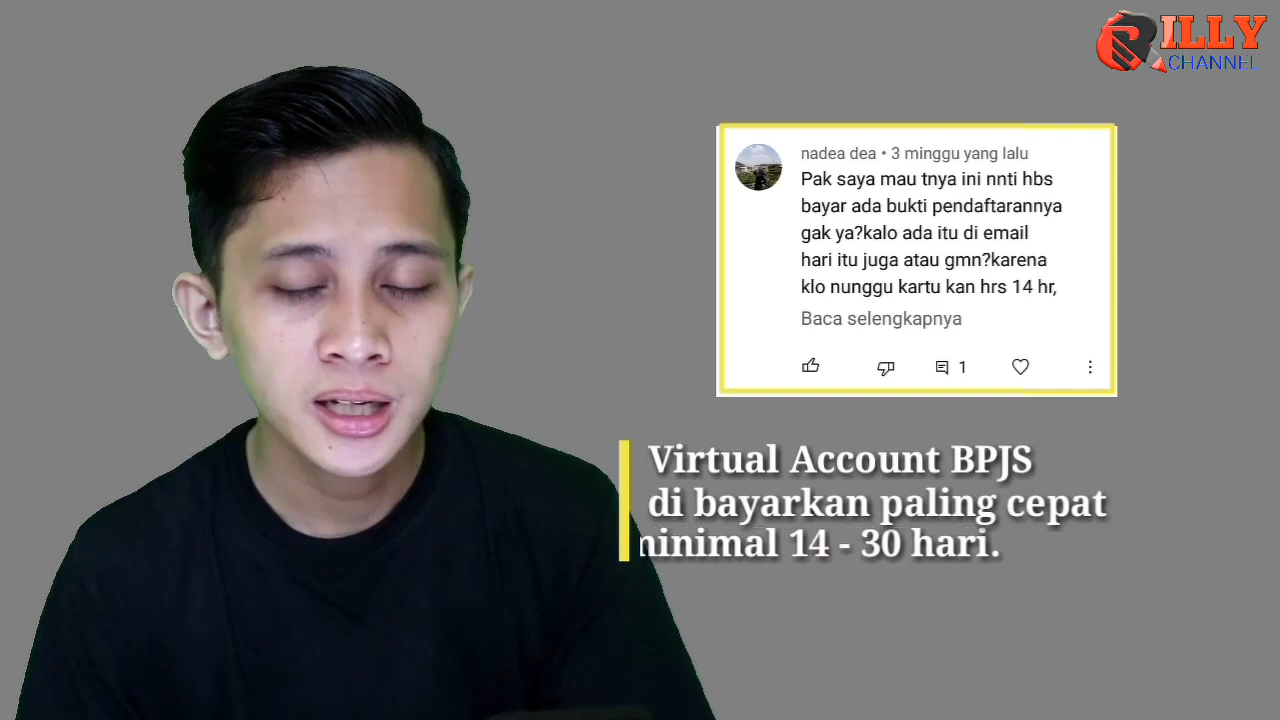 RILLY
CHANNEL
nadea dea • 3 minggu yang lalu
Pak saya mau tnya ini nnti hbs
bayar ada bukti pendaftarannya
gak ya?kalo ada itu di email
hari itu juga atau gmn?karena
klo nunggu kartu kan hrs 14 hr,
Baca selengkapnya
1
Virtual Account BPJS
di bayarkan paling cepat
minimal 14 - 30 hari.